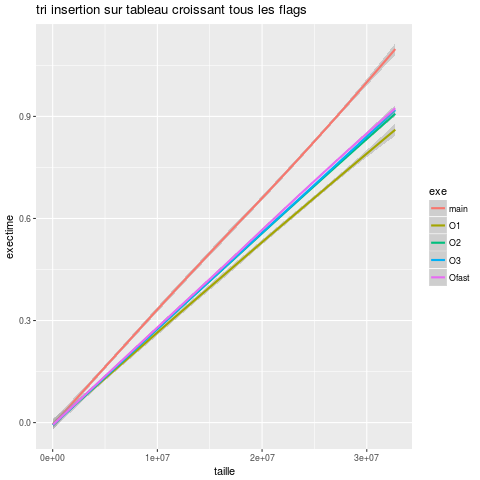 tri insertion sur tableau croissant tous les flags
exectime
0.9
0.6
0.3
0.0
0e+00 1e+07 2e+07 3e+07
taille
exe
main
O1
O2
O3
Ofast